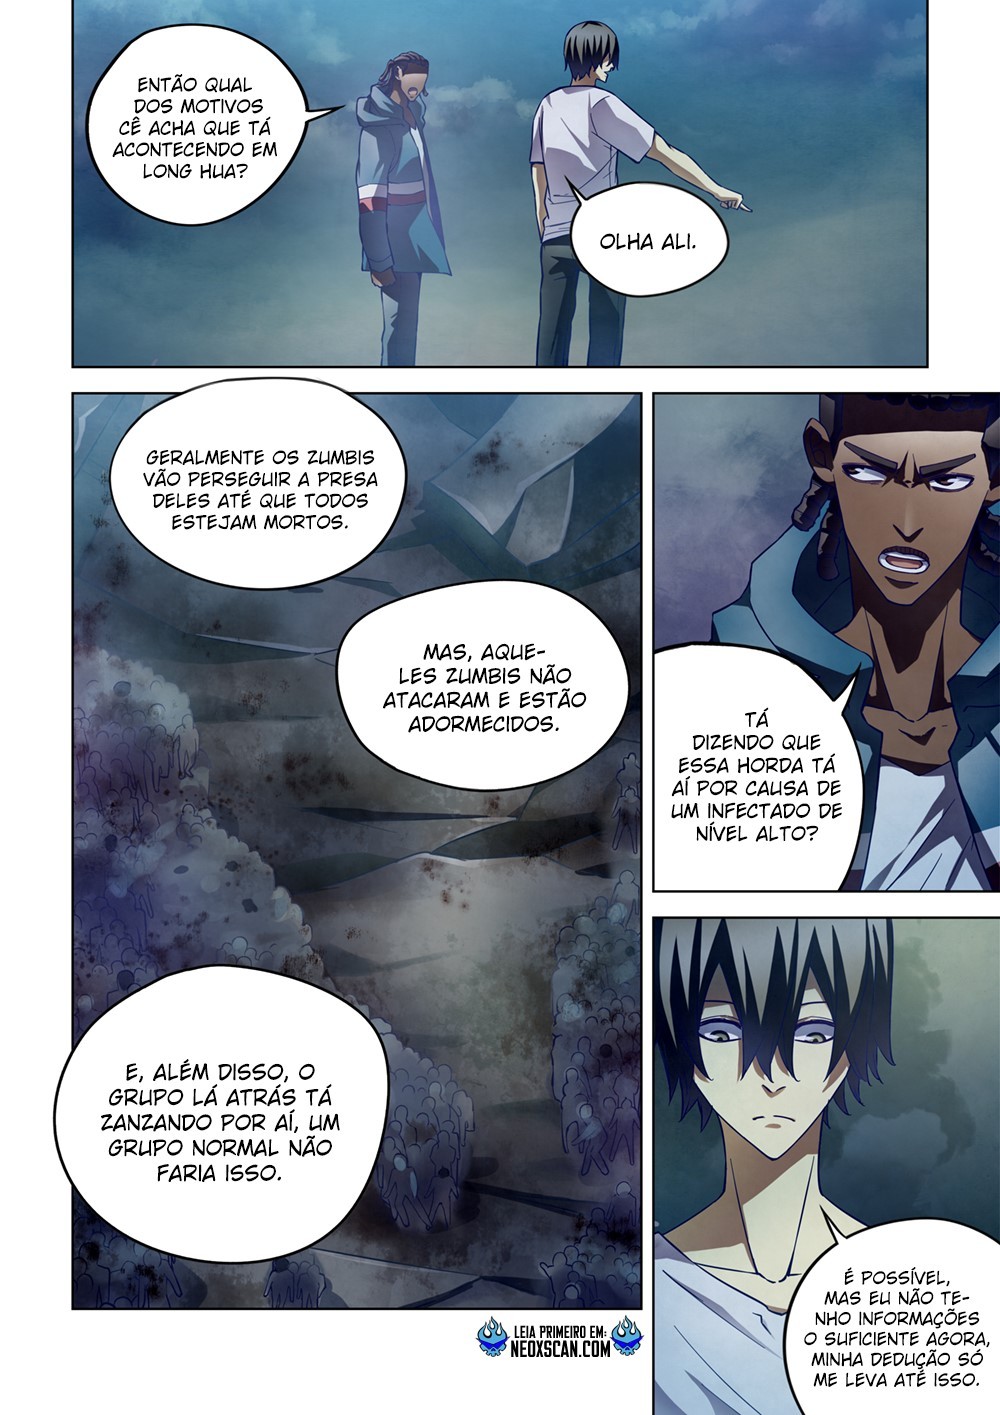 ENTÃO QUAL
DOS MOTIVOS
CÊ ACHA QUE TÁ
ACONTECENDO EM
LONG HUA?
OLHA ALI.
GERALMENTE OS ZUMBIS
VÃO PERSEGUIR A PRESA
DELES ATÉ QUE TODOS
ESTEJAM MORTOS.
MAS, AQUE-
LES ZUMBIS NÃO
ATACARAM E ESTÃO
ADORMECIDOS.
E, ALÉM DISSO, O
GRUPO LÁ ATRÁS TÁ
ZANZANDO POR AÍ, UM
GRUPO NORMAL NÃO
FARIA ISSO.
TÁ
DIZENDO QUE
ESSA HORDA TÁ
AÍ POR CAUSA DE
UM INFECTADO DE
NÍVEL ALTO?
É POSSÍVEL,
MAS EU NÃO TE-
NHO INFORMAÇÕES
O SUFICIENTE AGORA,
MINHA DEDUÇÃO SÓ
ME LEVA ATÉ ISSO.
LEIA PRIMEIRO EM:
NEOXSCAN.COM